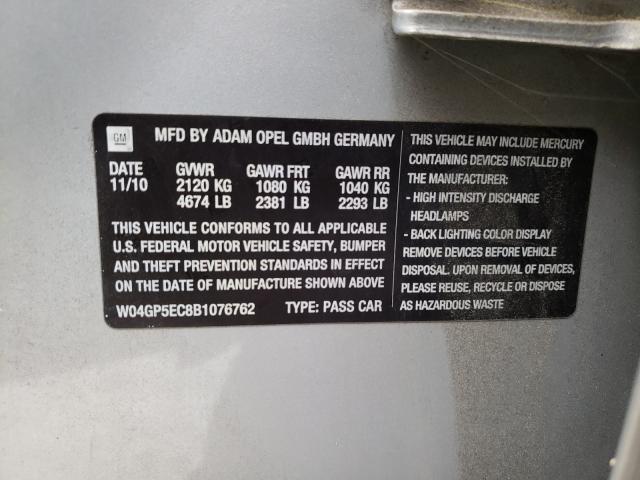 GM
MFD BY ADAM OPEL GMBH GERMANY
DATE GVWR GAWR FRT GAWR RR
11/10 2120 KG 1080 KG 1040 KG
4674 LB 2381 LB 2293 LB
THIS VEHICLE CONFORMS TO ALL APPLICABLE
U.S. FEDERAL MOTOR VEHICLE SAFETY, BUMPER
AND THEFT PREVENTION STANDARDS IN EFFECT
ON THE DATE OF MANUFACTURE SHOWN ABOVE
W04GP5EC8B1076762 TYPE: PASS CAR
THIS VEHICLE MAY INCLUDE MERCURY
CONTAINING DEVICES INSTALLED BY
THE MANUFACTURER:
- HIGH INTENSITY DISCHARGE
HEADLAMPS
- BACK LIGHTING COLOR DISPLAY
REMOVE DEVICES BEFORE VEHICLE
DISPOSAL. UPON REMOVAL OF DEVICES,
PLEASE REUSE, RECYCLE OR DISPOSE
AS HAZARDOUS WASTE